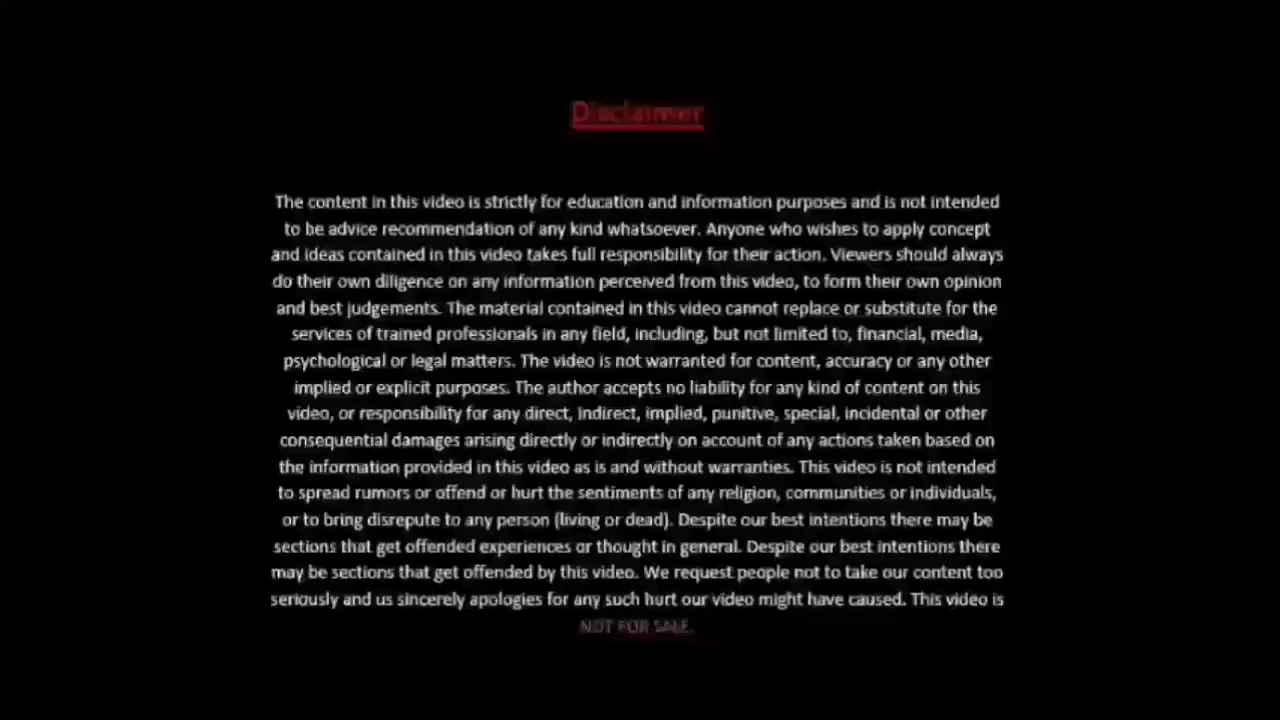 Disclaimer
The content in this video is strictly for education and information purposes and is not intended
to be advice recommendation of any kind whatsoever. Anyone who wishes to apply concept
and ideas contained in this video takes full responsibility for their action. Viewers should always
do their own diligence on any information perceived from this video, to form their own opinion
and best judgements. The material contained in this video cannot replace or substitute for the
services of trained professionals in any field, including, but not limited to, financial, media,
psychological or legal matters. The video is not warranted for content, accuracy or any other
implied or explicit purposes. The author accepts no liability for any kind of content on this
video, or responsibility for any direct, indirect, implied, punitive, special, incidental or other
consequential damages arising directly or indirectly on account of any actions taken based on
the information provided in this video as is and without warranties. This video is not intended
to spread rumors or offend or hurt the sentiments of any religion, communities or individuals,
or to bring disrepute to any person (living or dead). Despite our best intentions there may be
sections that get offended experiences or thought in general. Despite our best intentions there
may be sections that get offended by this video. We request people not to take our content too
seriously and us sincerely apologies for any such hurt our video might have caused. This video is
NOT FOR SALE.